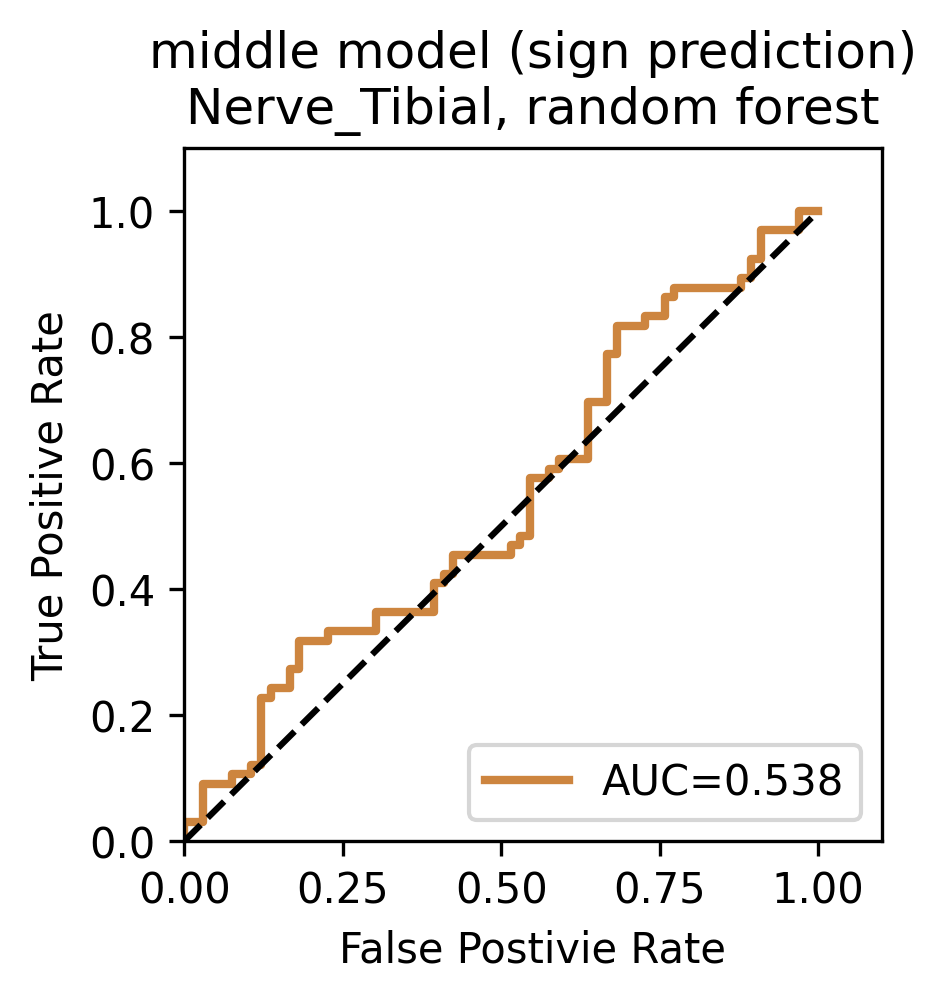 middle model (sign prediction)
Nerve_Tibial, random forest
True Positive Rate
1.0
0.8
0.6
0.4
0.2
0.0
0.00 0.25 0.50 0.75 1.00
False Postivie Rate
AUC=0.538